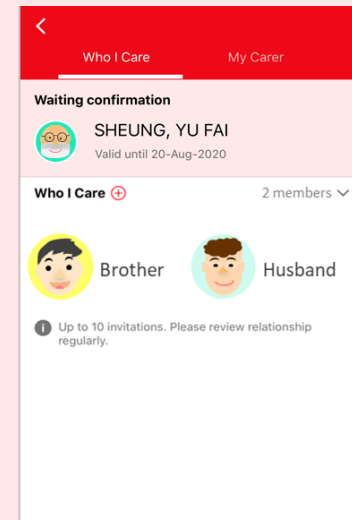 Who I Care
My Carer
Waiting confirmation
SHEUNG, YU FAI
Valid until 20-Aug-2020
Who I Care
2 members
Brother
Husband
Up to 10 invitations. Please review relationship
regularly.